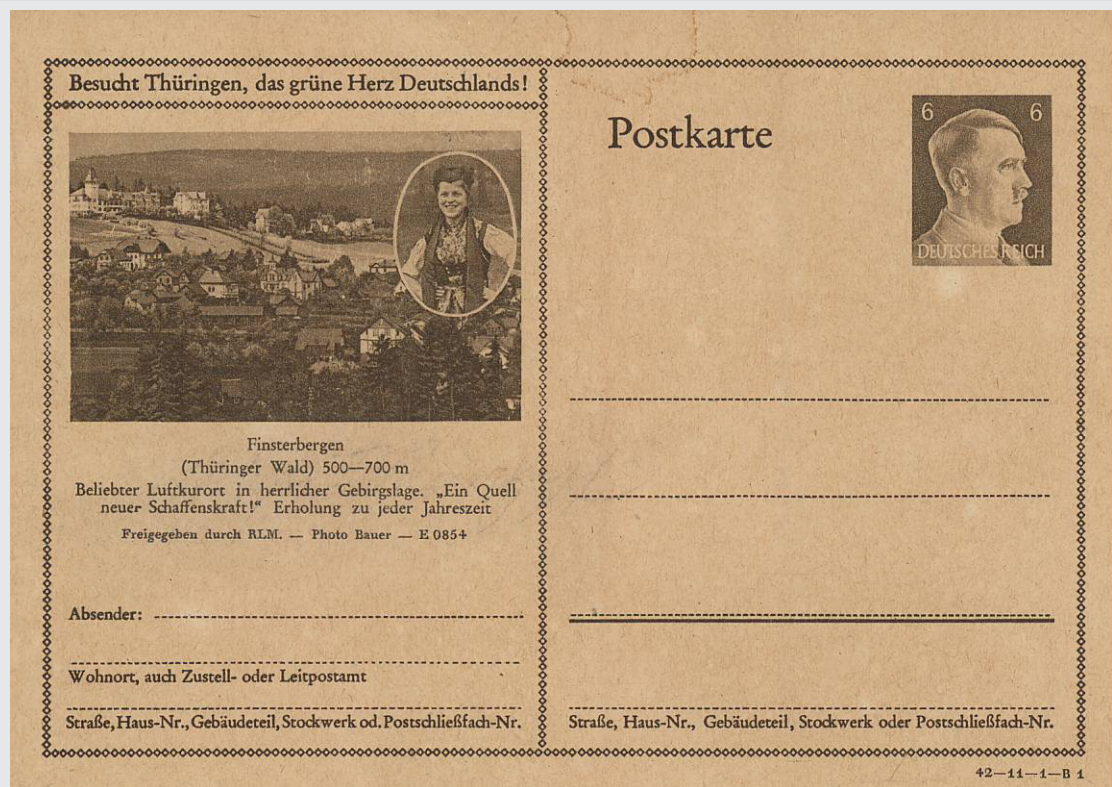 Besucht Thüringen, das grüne Herz Deutschlands!
Finsterbergen
(Thüringer Wald) 500—700 m
Beliebter Luftkurort in herrlicher Gebirgslage. „Ein Quell
neuer Schaffenskraft!“ Erholung zu jeder Jahreszeit
Freigegeben durch RLM. — Photo Bauer — E 0854
Absender:
Wohnort, auch Zustell- oder Leitpostamt
Straße, Haus-Nr., Gebäudeteil, Stockwerk od. Postschließfach-Nr.
Postkarte
6 6
DEUTSCHES REICH
Straße, Haus-Nr., Gebäudeteil, Stockwerk oder Postschließfach-Nr.
42—11—1—B 1